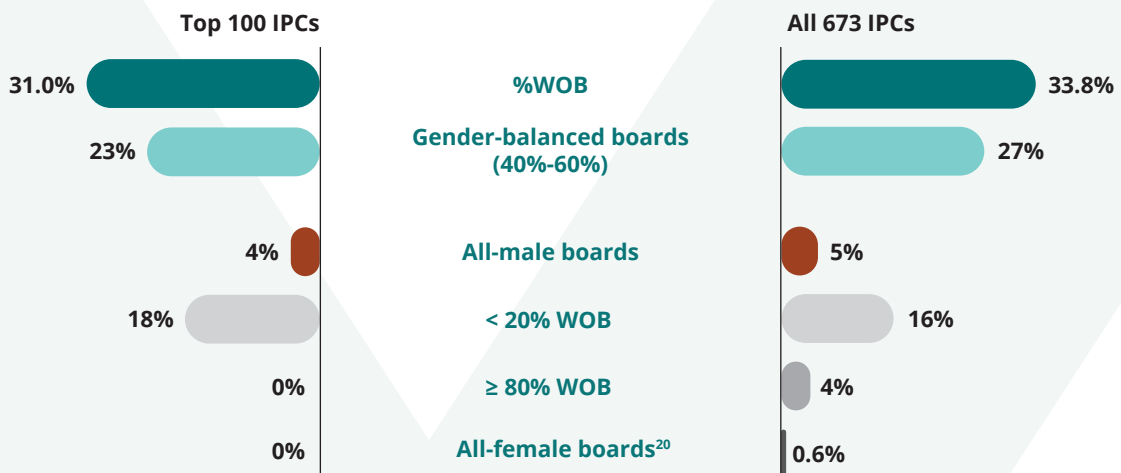 Top 100 IPCs All 673 IPCs
31.0% %WOB 33.8%
23% Gender-balanced boards
(40%-60%) 27%
4% All-male boards 5%
18% < 20% WOB 16%
0% ≥ 80% WOB 4%
0% All-female boards20 0.6%